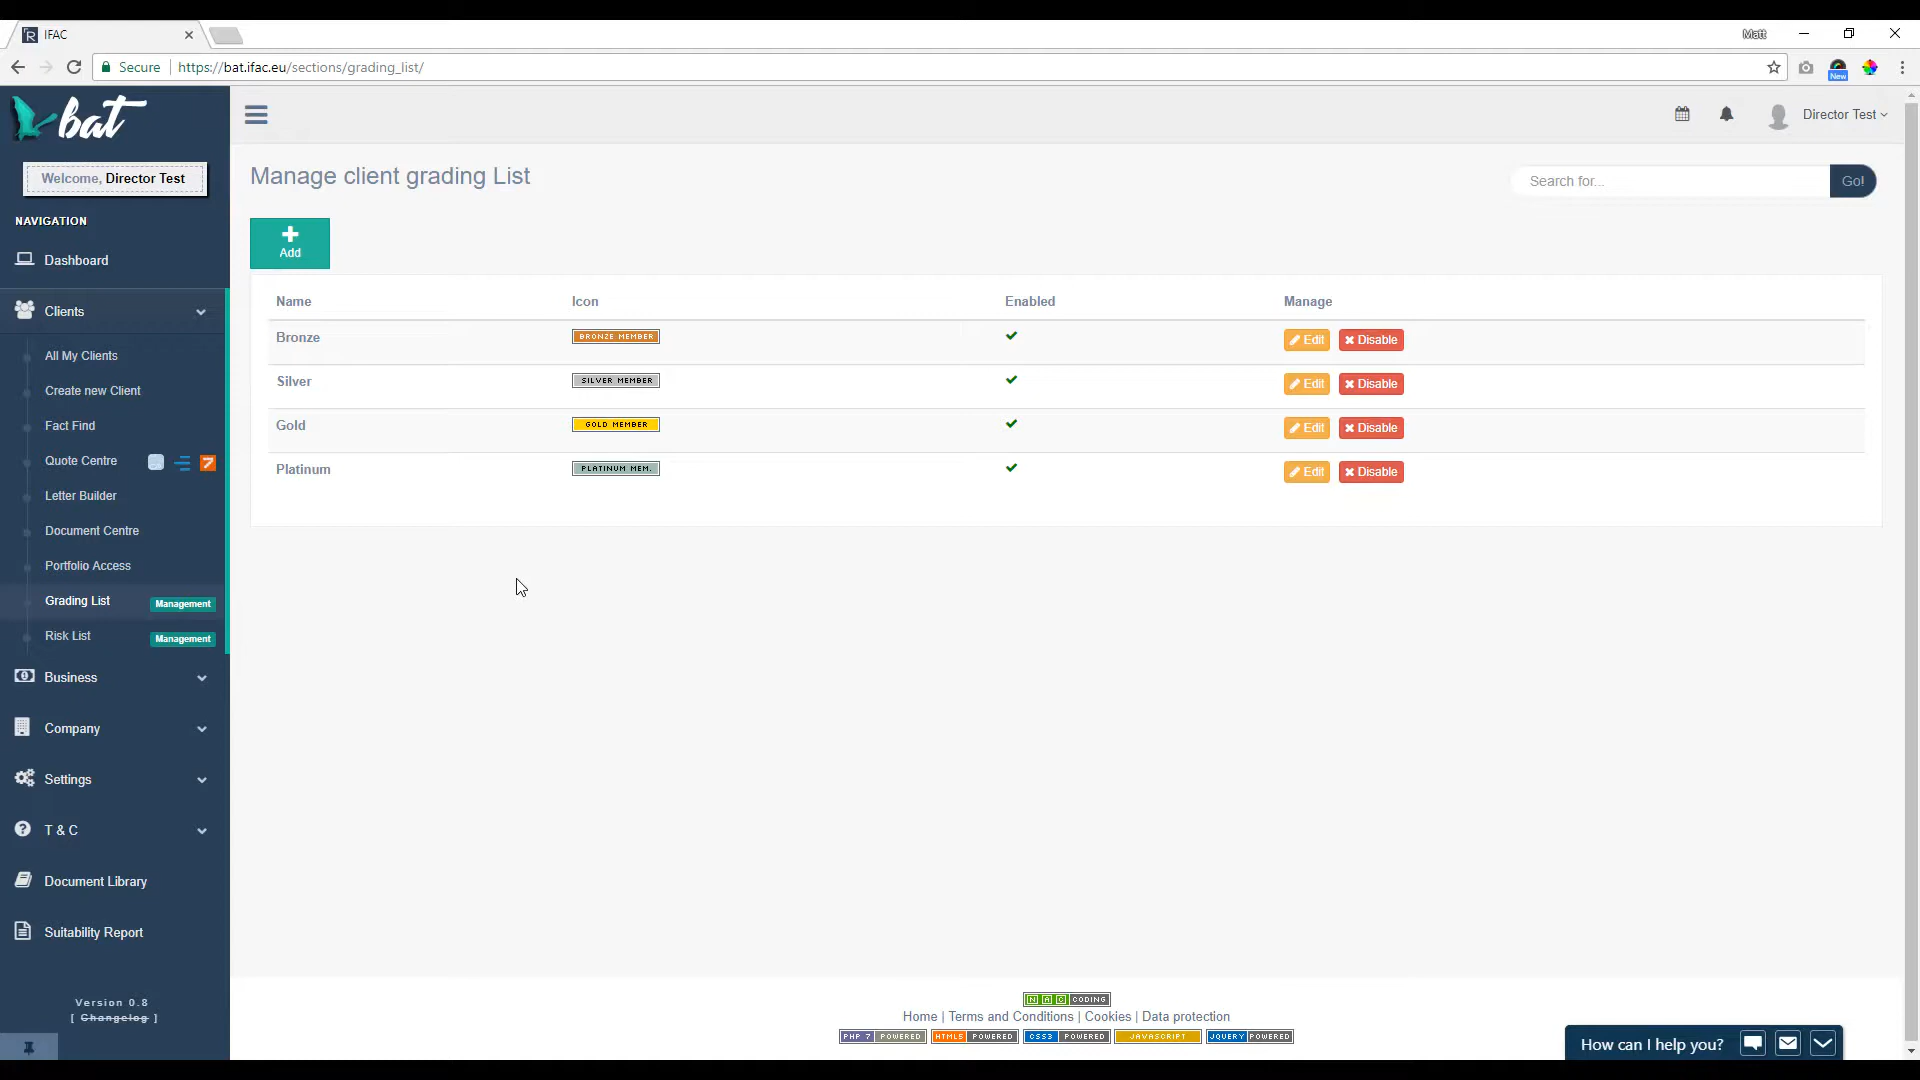 IFAC
Matt
Secure | https://bat.ifac.eu/sections/grading_list/
New
bat
Director Test
Welcome, Director Test
Manage client grading List
Search for...
Go!
NAVIGATION
Add
Dashboard
Clients
All My Clients
Create new Client
Fact Find
Quote Centre
Letter Builder
Document Centre
Portfolio Access
Grading List Management
Risk List Management
Business
Company
Settings
T & C
Document Library
Suitability Report
Version 0.8
[ Changelog ]
Name Icon Enabled Manage
Bronze BRONZE MEMBER Edit Disable
Silver SILVER MEMBER Edit Disable
Gold GOLD MEMBER Edit Disable
Platinum PLATINUM MEM. Edit Disable
NAC CODING
Home | Terms and Conditions | Cookies | Data protection
PHP 7 POWERED HTML5 POWERED CSS3 POWERED JAVASCRIPT JQUERY POWERED
How can I help you?